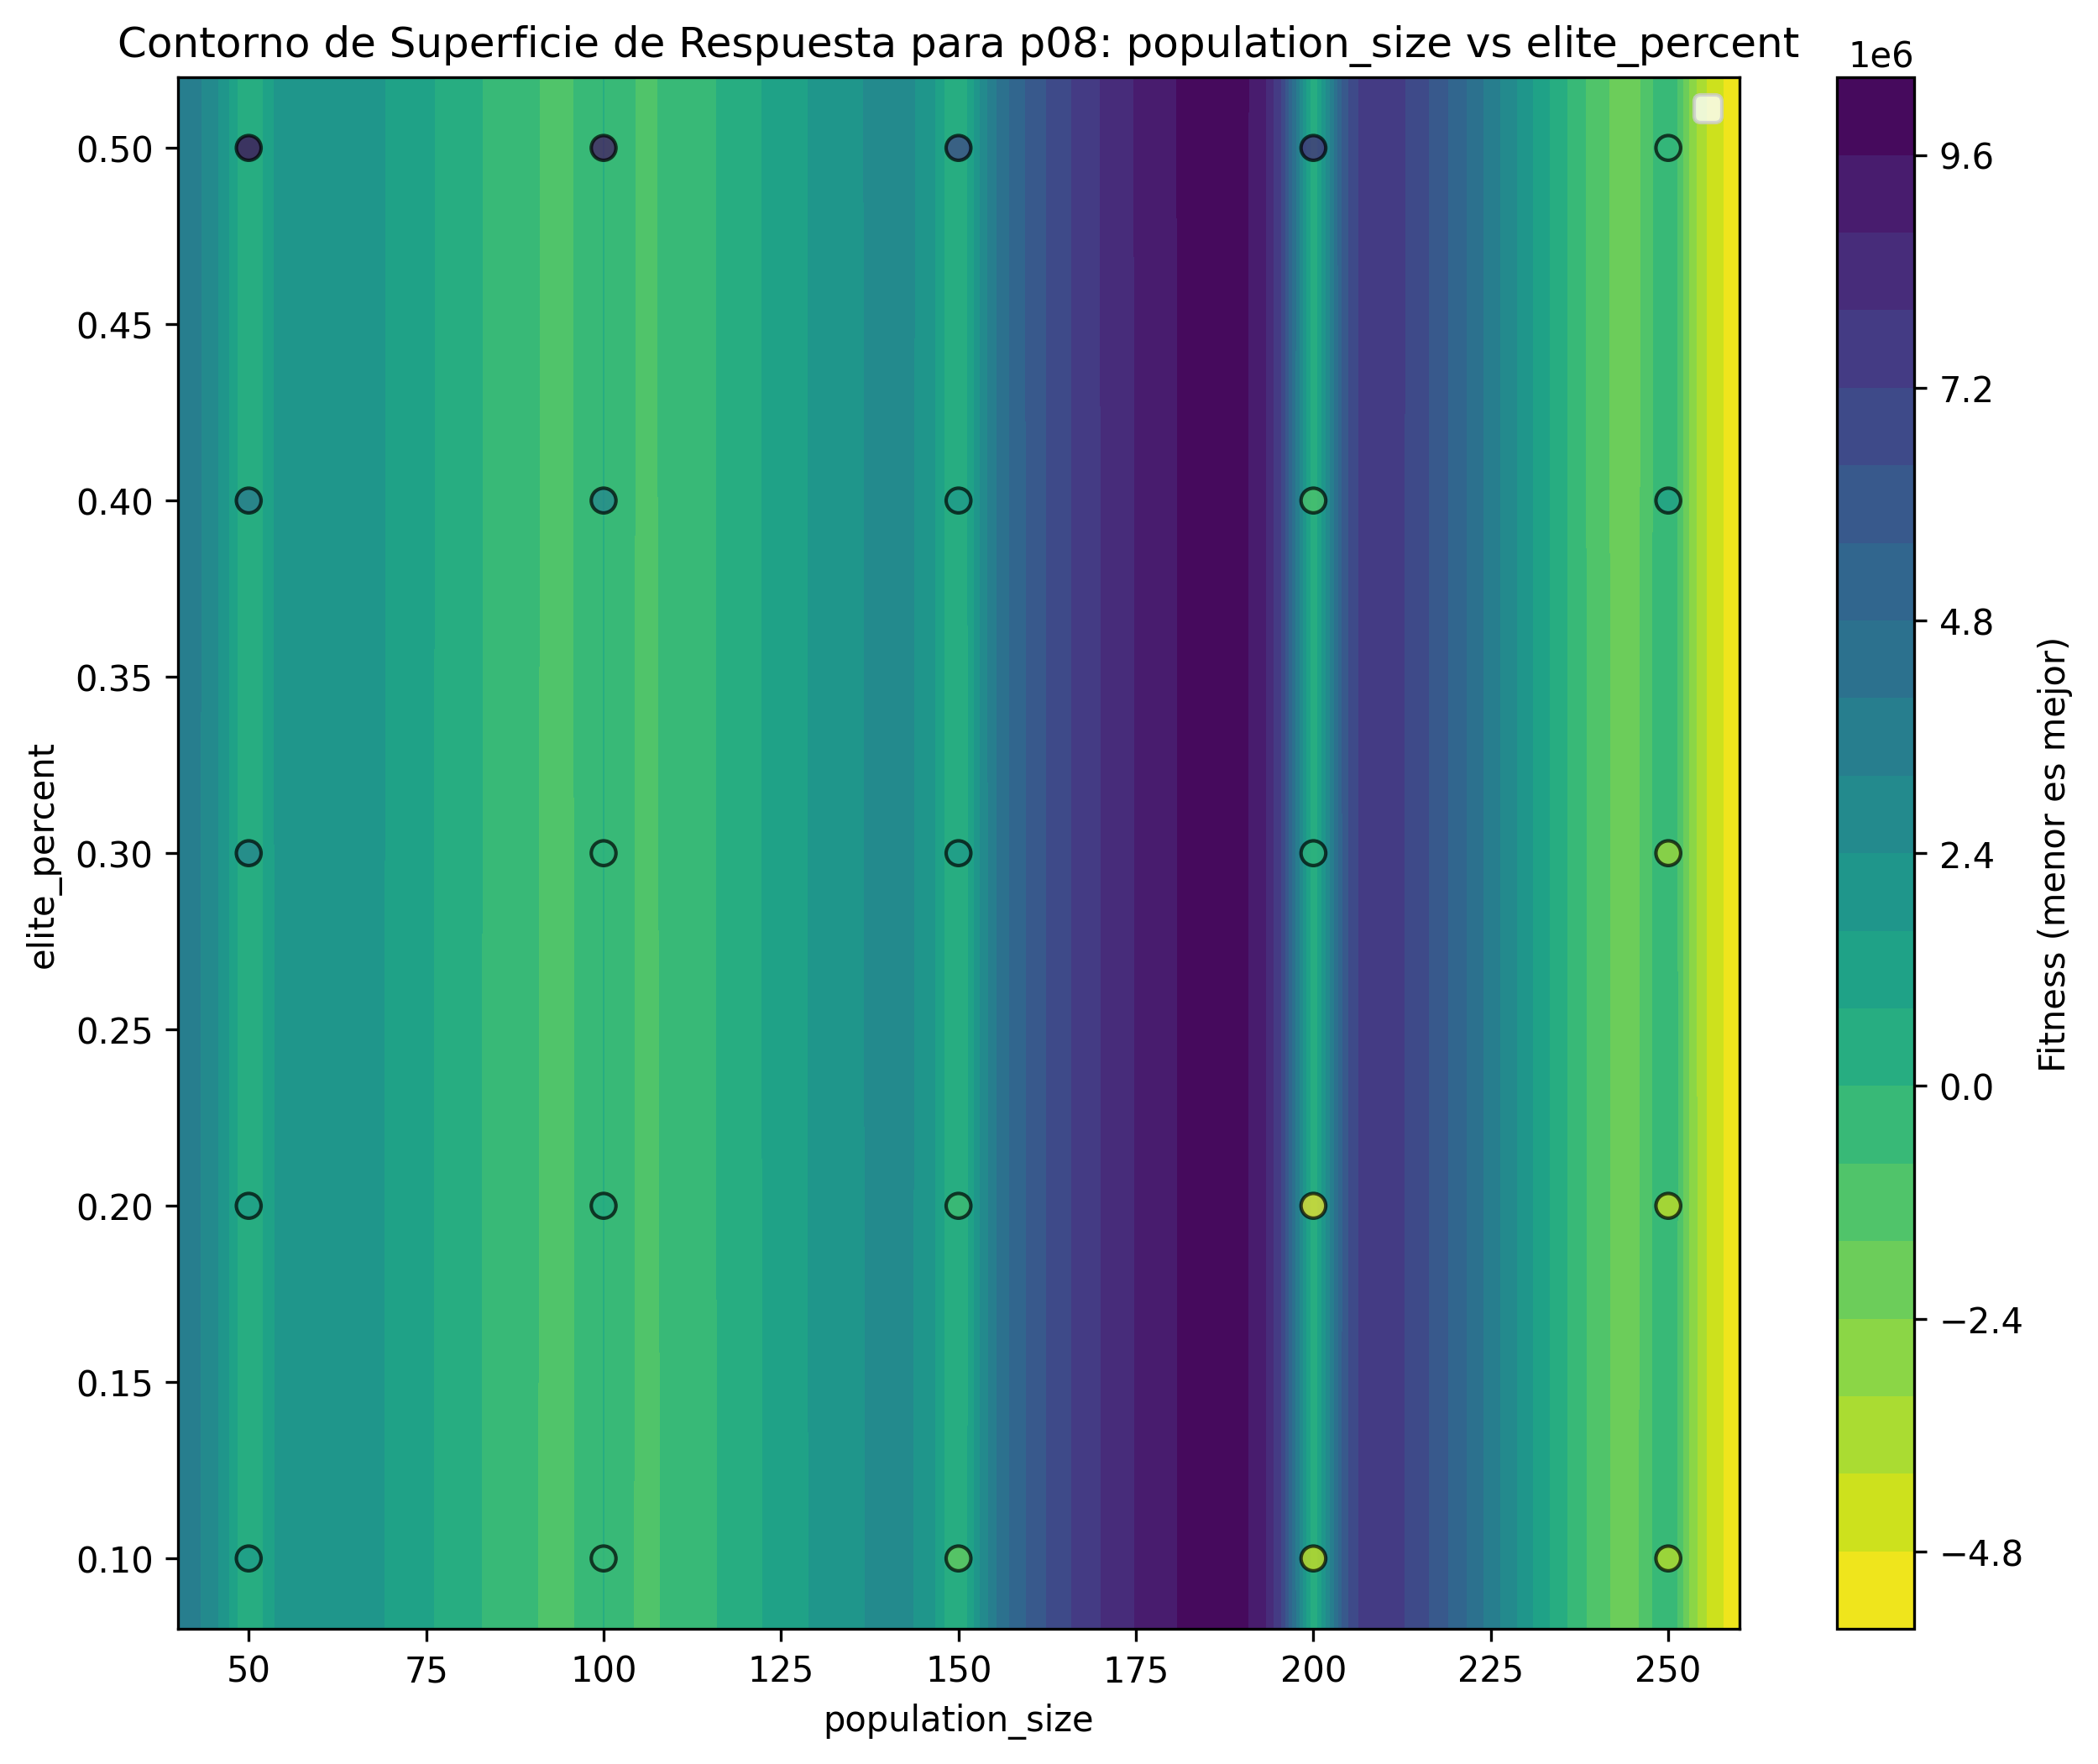 Contorno de Superficie de Respuesta para p08: population_size vs elite_percent
1e6
0.50
0.45
0.40
0.35
0.30
0.25
0.20
0.15
0.10
elite_percent
50 75 100 125 150 175 200 225 250
population_size
9.6
7.2
4.8
2.4
0.0
−2.4
−4.8
Fitness (menor es mejor)